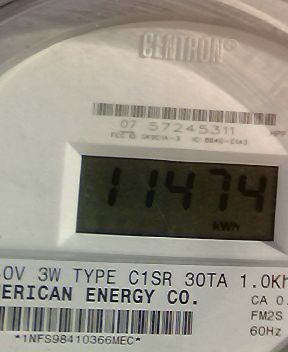 CENTRON®
07 57245311
11474
kWh
0V 3W TYPE C1SR 30TA 1.0Kh
ERICAN ENERGY CO.
CA 0.
FM2S
60Hz
*1NFS98410366MEC*